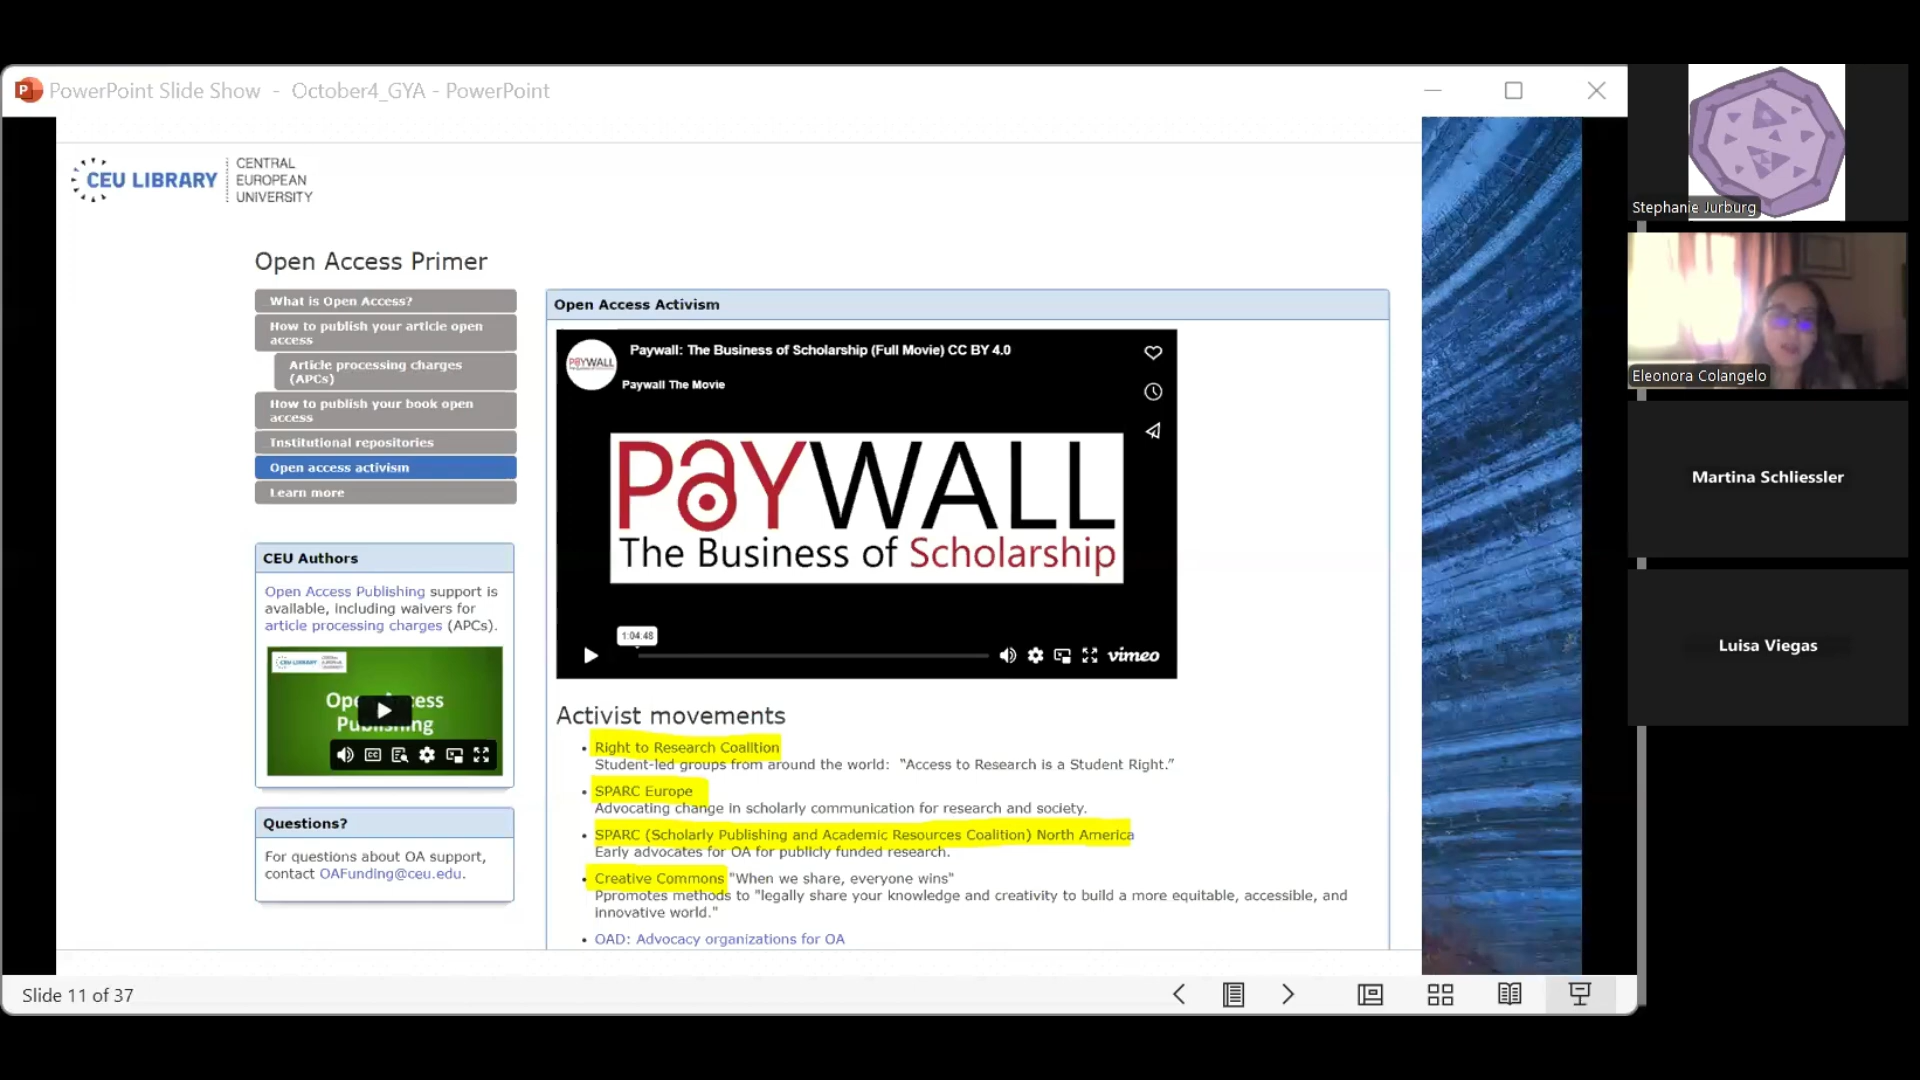 PowerPoint Slide Show - October4_GYA - PowerPoint
CEU LIBRARY
CENTRAL
EUROPEAN
UNIVERSITY
Open Access Primer
What is Open Access?
How to publish your article open
access
Article processing charges
(APCs)
How to publish your book open
access
Institutional repositories
Open access activism
Learn more
CEU Authors
Open Access Publishing support is
available, including waivers for
article processing charges (APCs).
CEU LIBRARY
Questions?
For questions about OA support,
contact OAFunding@ceu.edu.
Open Access Activism
PAYWALL
Paywall: The Business of Scholarship (Full Movie) CC BY 4.0
Paywall The Movie
PAYWALL
The Business of Scholarship
1:04:48
vimeo
Activist movements
• Right to Research Coalition
Student-led groups from around the world: “Access to Research is a Student Right.”
• SPARC Europe
Advocating change in scholarly communication for research and society.
• SPARC (Scholarly Publishing and Academic Resources Coalition) North America
Early advocates for OA for publicly funded research.
• Creative Commons "When we share, everyone wins"
Ppromotes methods to "legally share your knowledge and creativity to build a more equitable, accessible, and
innovative world."
• OAD: Advocacy organizations for OA
Slide 11 of 37
Stephanie Jurburg
Eleonora Colangelo
Martina Schliessler
Luisa Viegas